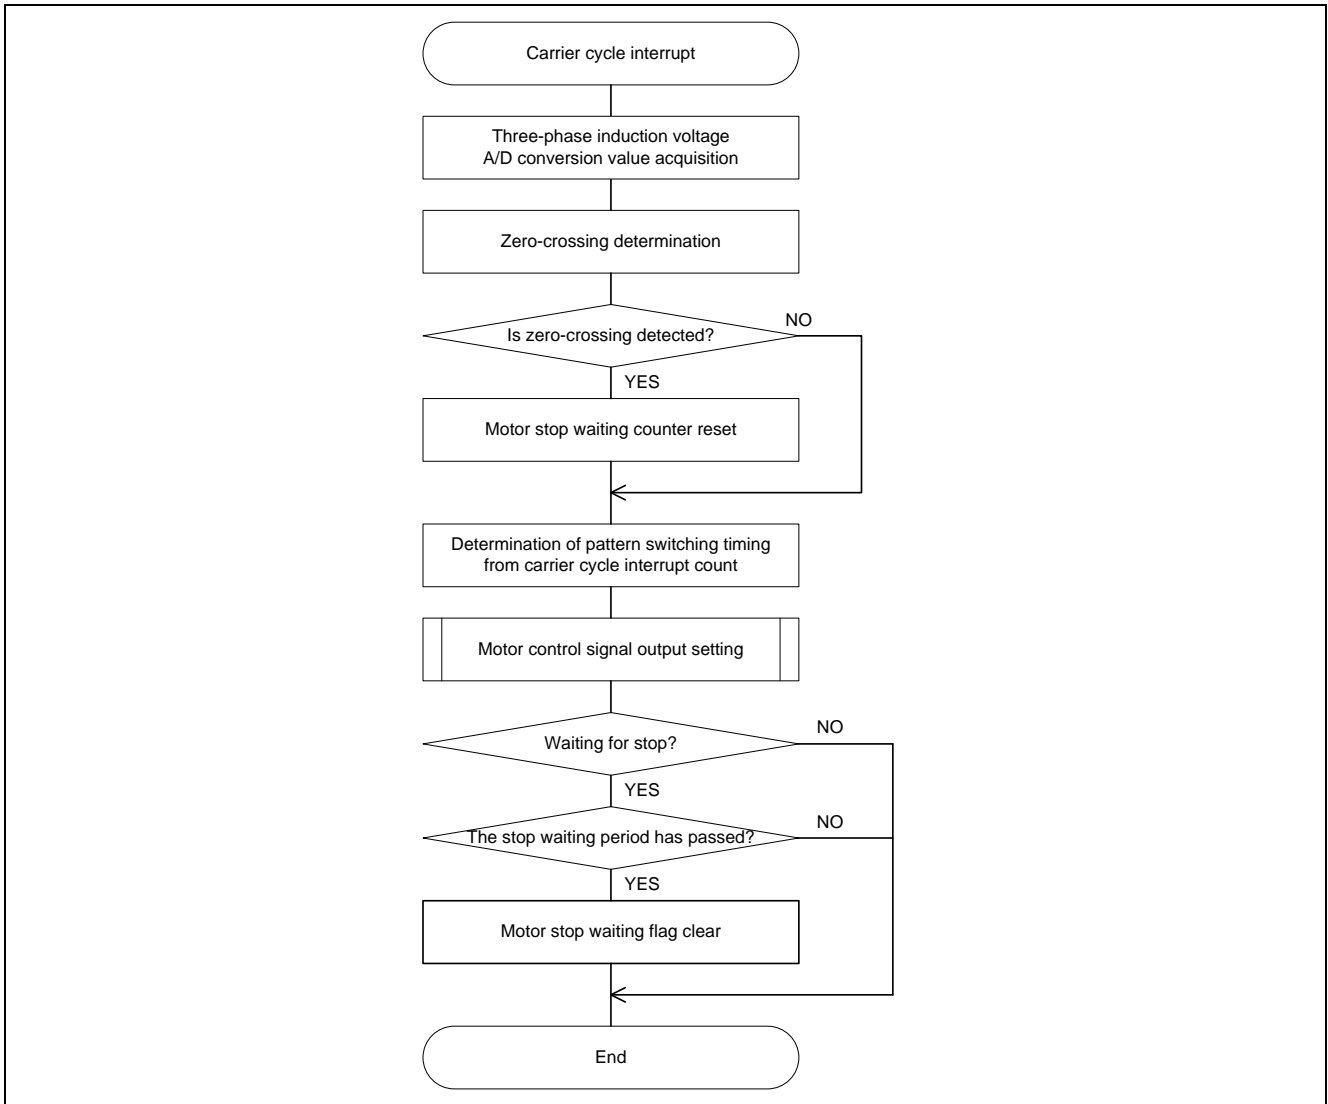 Carrier cycle interrupt
Three-phase induction voltage
A/D conversion value acquisition
Zero-crossing determination
Is zero-crossing detected?
NO
YES
Motor stop waiting counter reset
Determination of pattern switching timing
from carrier cycle interrupt count
Motor control signal output setting
Waiting for stop?
NO
YES
The stop waiting period has passed?
NO
YES
Motor stop waiting flag clear
End